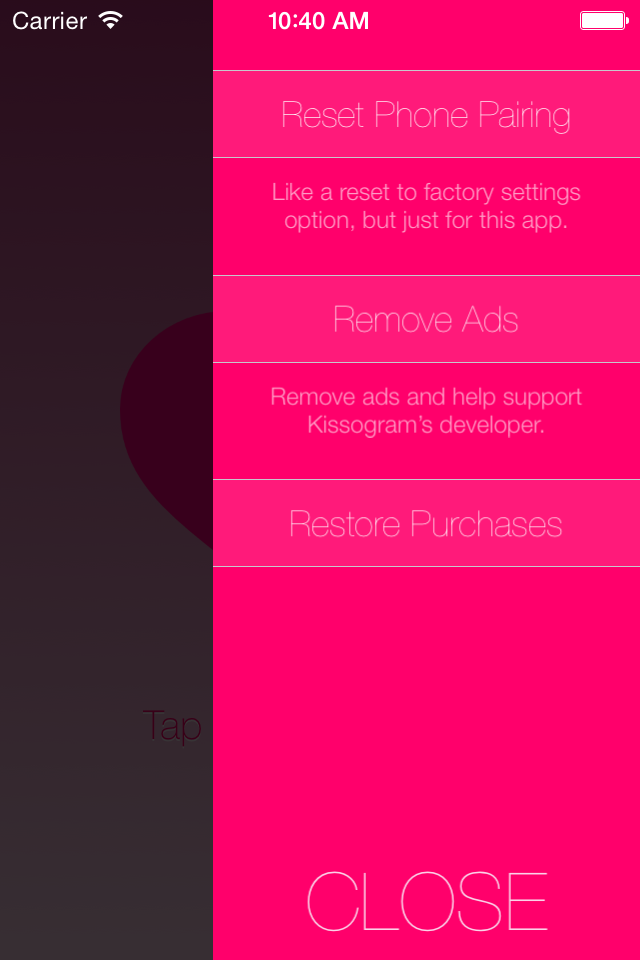 Carrier 10:40 AM
Reset Phone Pairing
Like a reset to factory settings
option, but just for this app.
Remove Ads
Remove ads and help support
Kissogram’s developer.
Restore Purchases
Tap
CLOSE